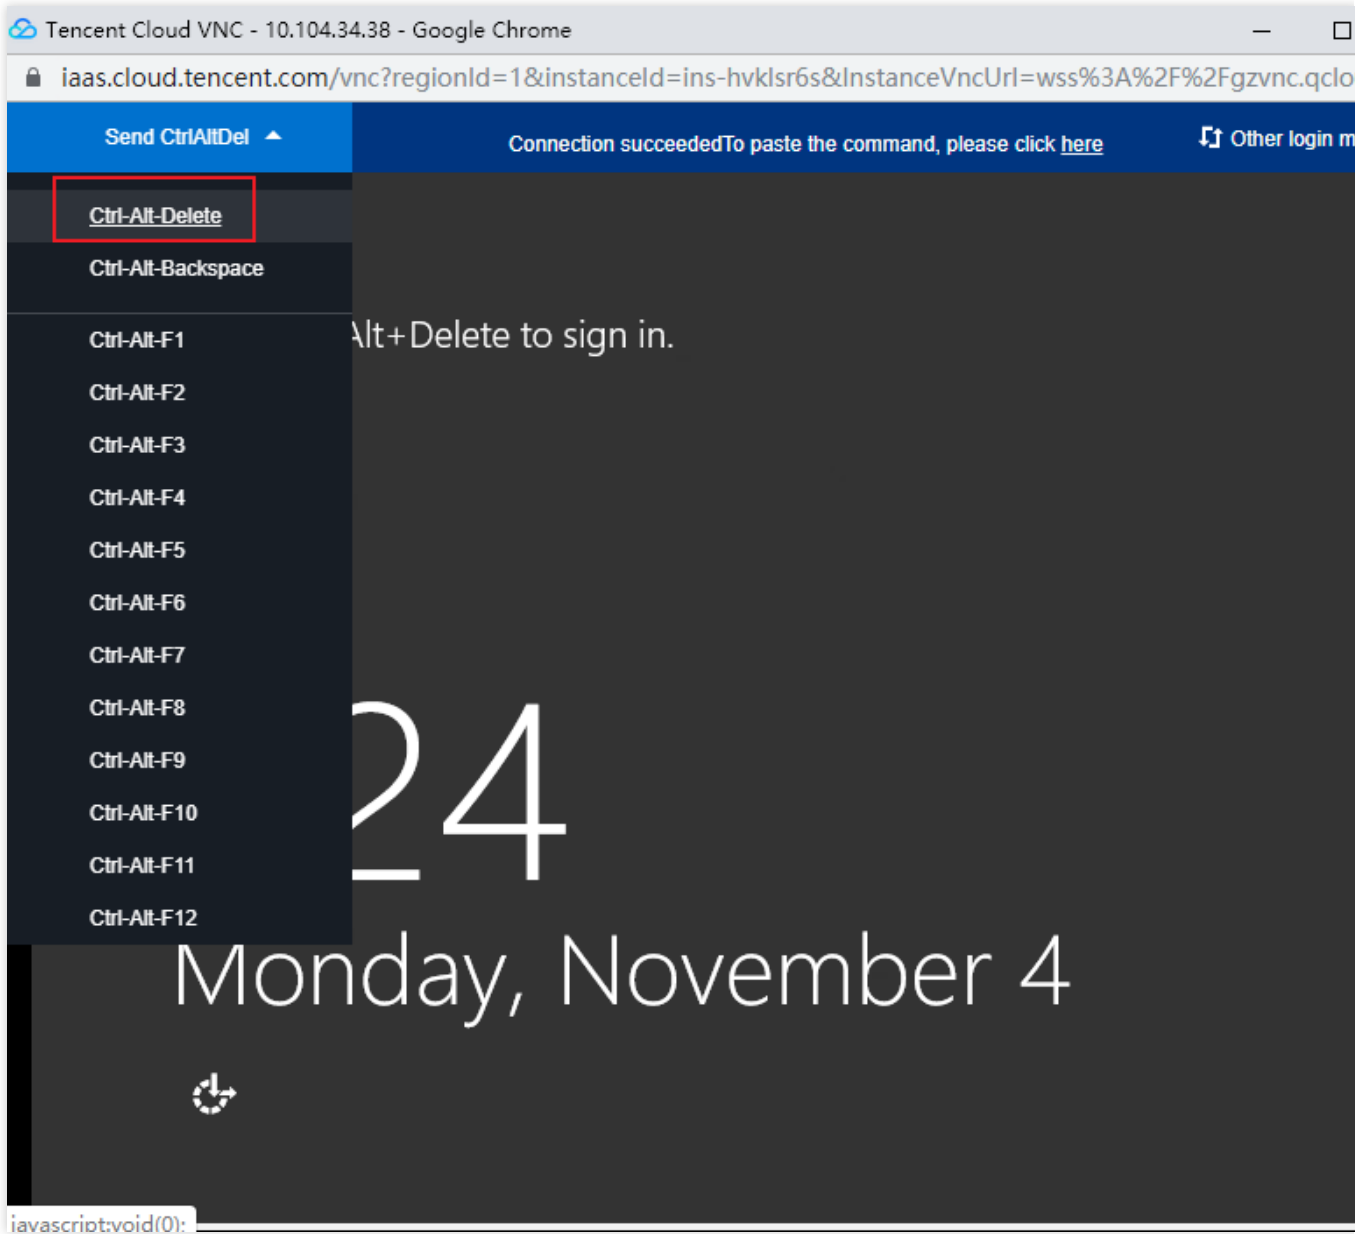 Tencent Cloud VNC - 10.104.34.38 - Google Chrome
iaas.cloud.tencent.com/vnc?regionId=1&instanceId=ins-hvklsr6s&InstanceVncUrl=wss%3A%2F%2Fgzvnc.qclo
Send CtrlAltDel
Connection succeededTo paste the command, please click here
Other login m
Ctrl-Alt-Delete
Ctrl-Alt-Backspace
Alt+Delete to sign in.
Ctrl-Alt-F1
Ctrl-Alt-F2
Ctrl-Alt-F3
Ctrl-Alt-F4
Ctrl-Alt-F5
Ctrl-Alt-F6
Ctrl-Alt-F7
Ctrl-Alt-F8
Ctrl-Alt-F9
Ctrl-Alt-F10
Ctrl-Alt-F11
Ctrl-Alt-F12
24
Monday, November 4
javascript:void(0);